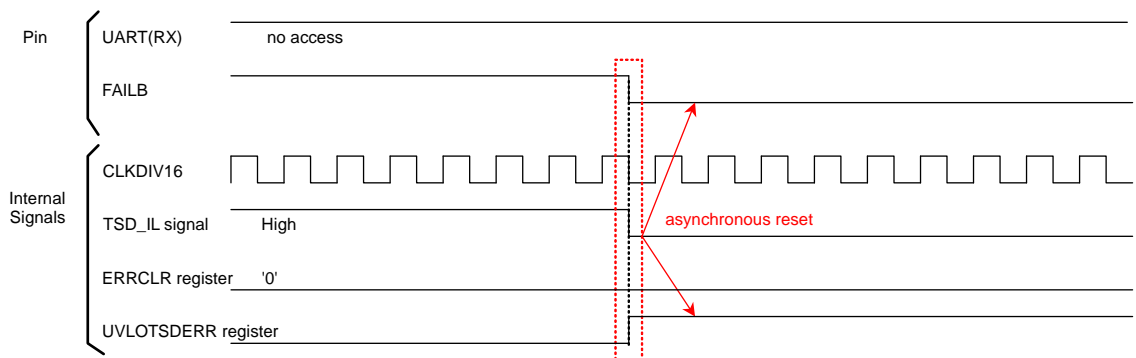 Pin
UART(RX)
no access
FAILB
CLKDIV16
Internal
Signals
TSD_IL signal
High
asynchronous reset
ERRCLR register
'0'
UVLOTSDERR register